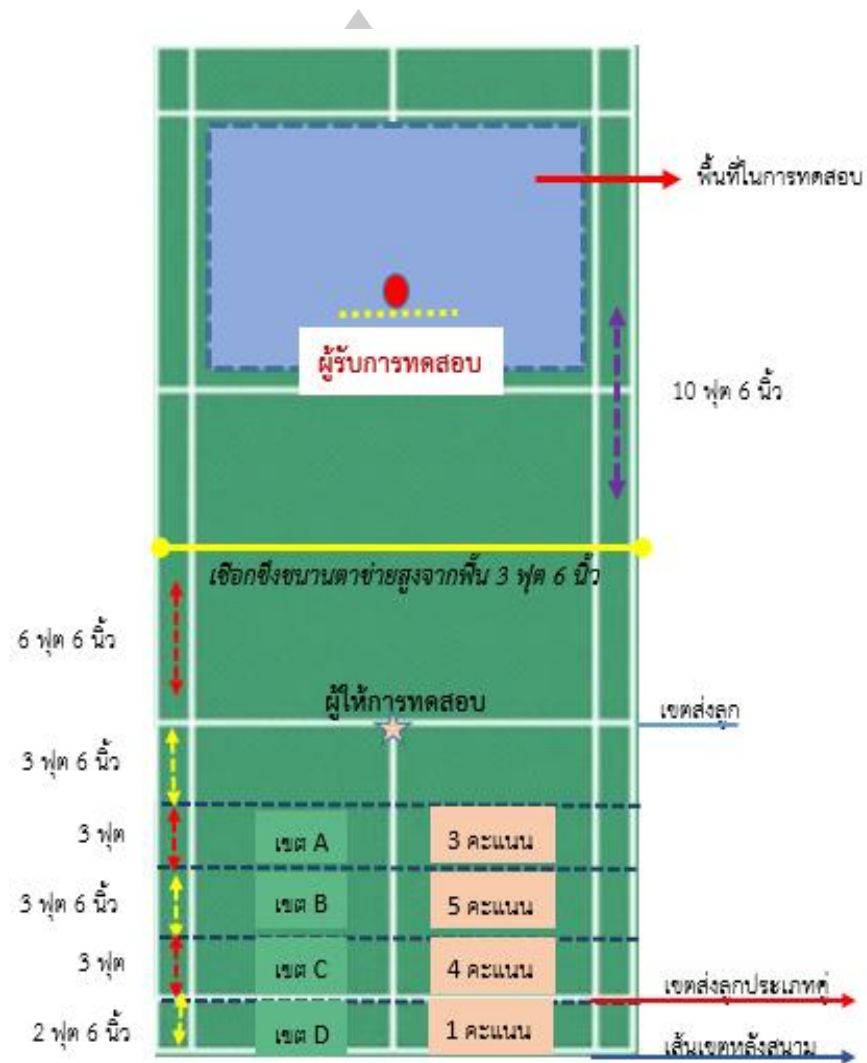 พื้นที่ในการทดสอบ
ผู้รับการทดสอบ
10 ฟุต 6 นิ้ว
เชือกขึงขนานตาข่ายสูงจากพื้น 3 ฟุต 6 นิ้ว
6 ฟุต 6 นิ้ว
ผู้ให้การทดสอบ
เขตส่งลูก
3 ฟุต 6 นิ้ว
3 ฟุต
เขต A
3 คะแนน
3 ฟุต 6 นิ้ว
เขต B
5 คะแนน
3 ฟุต
เขต C
4 คะแนน
เขตส่งลูกประเภทคู่
2 ฟุต 6 นิ้ว
เขต D
1 คะแนน
เส้นเขตหลังสนาม